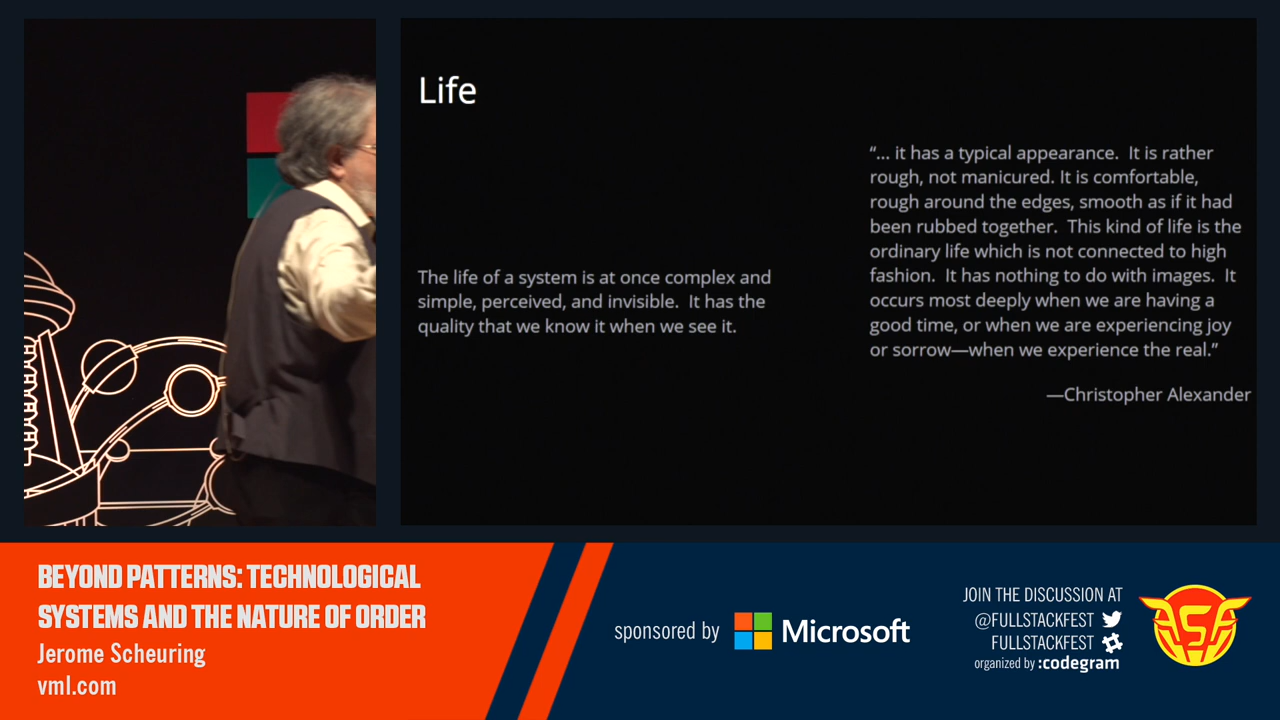 Life
The life of a system is at once complex and
simple, perceived, and invisible.  It has the
quality that we know it when we see it.
“... it has a typical appearance.  It is rather
rough, not manicured. It is comfortable,
rough around the edges, smooth as if it had
been rubbed together.  This kind of life is the
ordinary life which is not connected to high
fashion.  It has nothing to do with images.  It
occurs most deeply when we are having a
good time, or when we are experiencing joy
or sorrow—when we experience the real.”
—Christopher Alexander
BEYOND PATTERNS: TECHNOLOGICAL
SYSTEMS AND THE NATURE OF ORDER
Jerome Scheuring
vml.com
sponsored by Microsoft
JOIN THE DISCUSSION AT
@FULLSTACKFEST
FULLSTACKFEST
organized by :codegram
FSF